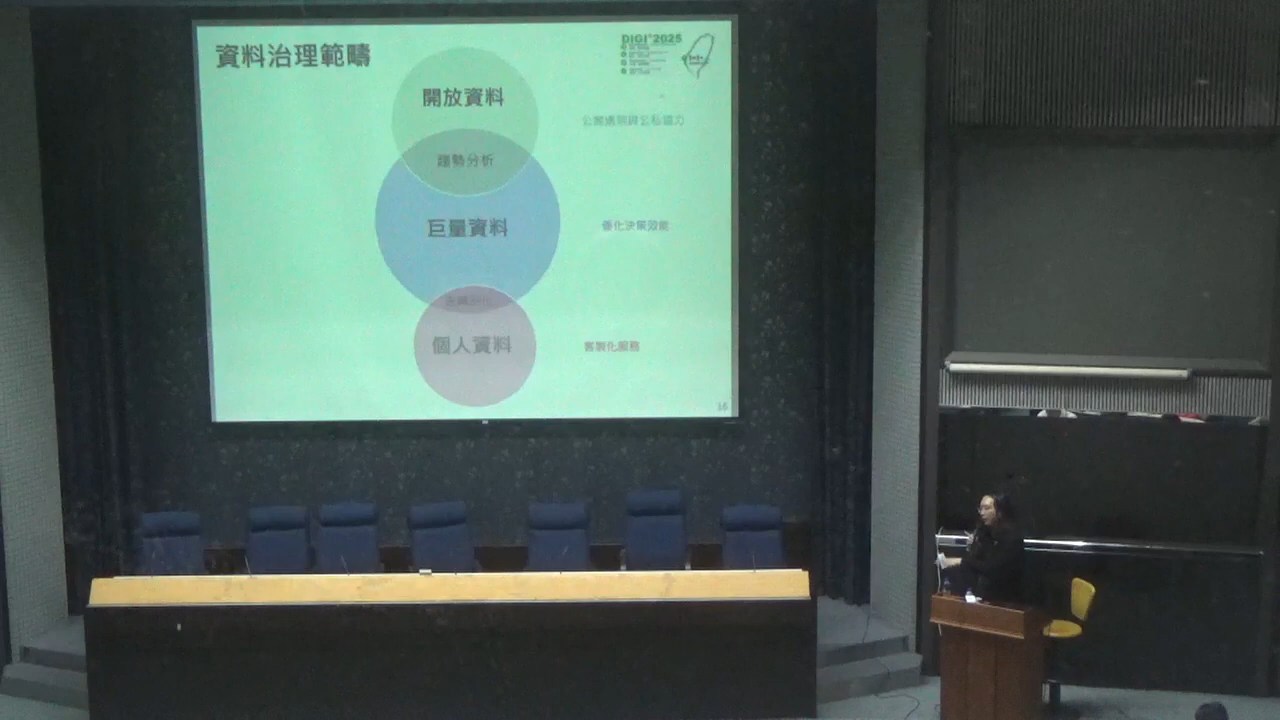 資料治理範疇
DIGI+2025
開放資料
公開透明與公私協力
趨勢分析
巨量資料
優化決策效能
個人資料
客製化服務
16